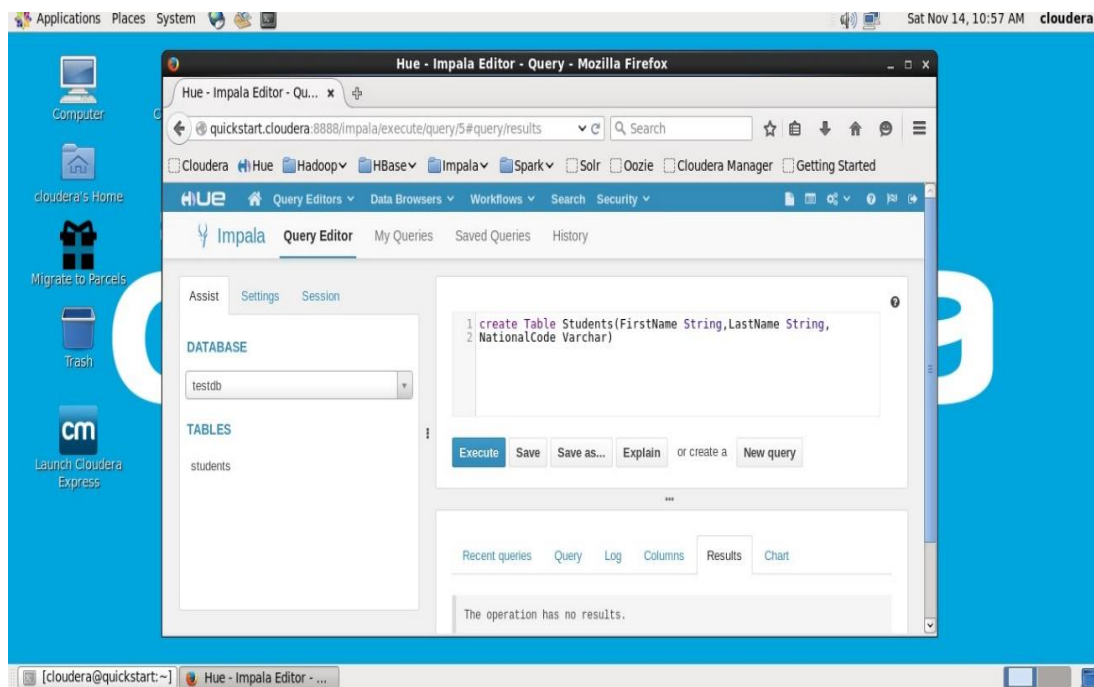 Applications Places System Sat Nov 14, 10:57 AM cloudera
Hue - Impala Editor - Query - Mozilla Firefox
Hue - Impala Editor - Qu...
quickstart.cloudera:8888/impala/execute/query/5#query/results Search
Cloudera Hue Hadoop HBase Impala Spark Solr Oozie Cloudera Manager Getting Started
HUE Query Editors Data Browsers Workflows Search Security
Impala Query Editor My Queries Saved Queries History
Computer
cloudera's Home
Migrate to Parcels
Trash
cm
Launch Cloudera
Express
Assist Settings Session
DATABASE
testdb
TABLES
students
1 create Table Students(FirstName String,LastName String,
2 NationalCode Varchar)
Execute Save Save as... Explain or create a New query
Recent queries Query Log Columns Results Chart
The operation has no results.
[cloudera@quickstart:~] Hue - Impala Editor - ...